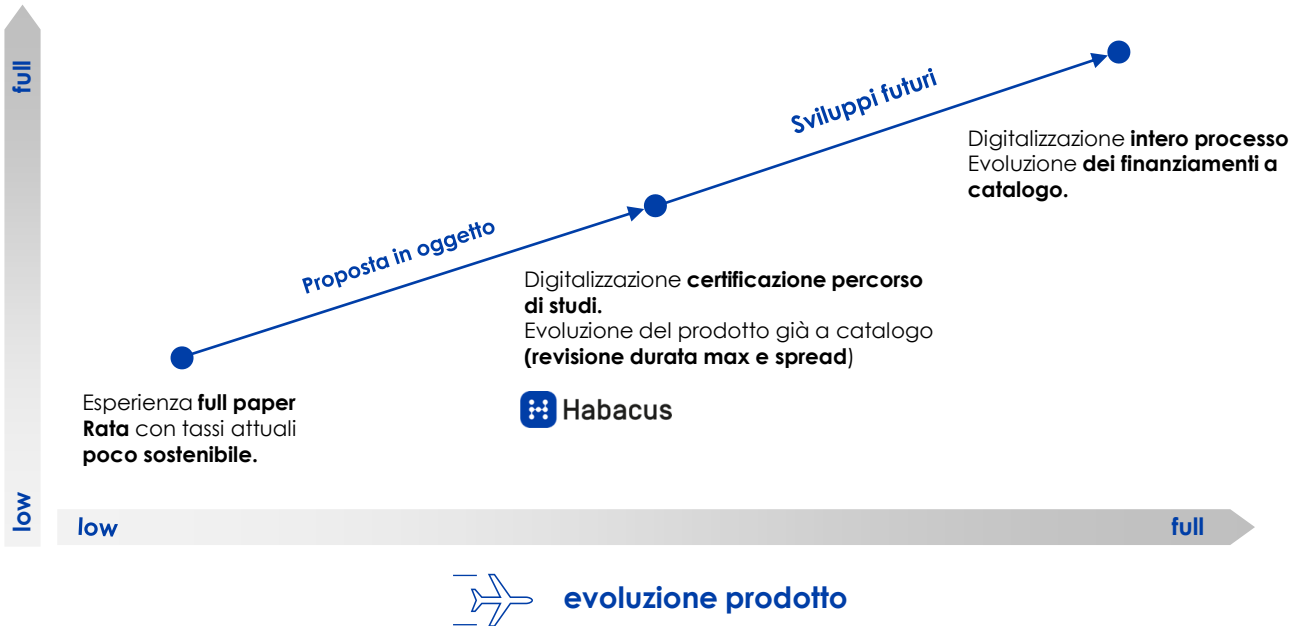 full
Sviluppi futuri
Digitalizzazione intero processo
Evoluzione dei finanziamenti a
catalogo.
Proposta in oggetto
Digitalizzazione certificazione percorso
di studi.
Evoluzione del prodotto già a catalogo
(revisione durata max e spread)
Habacus
Esperienza full paper
Rata con tassi attuali
poco sostenibile.
low
low
full
evoluzione prodotto